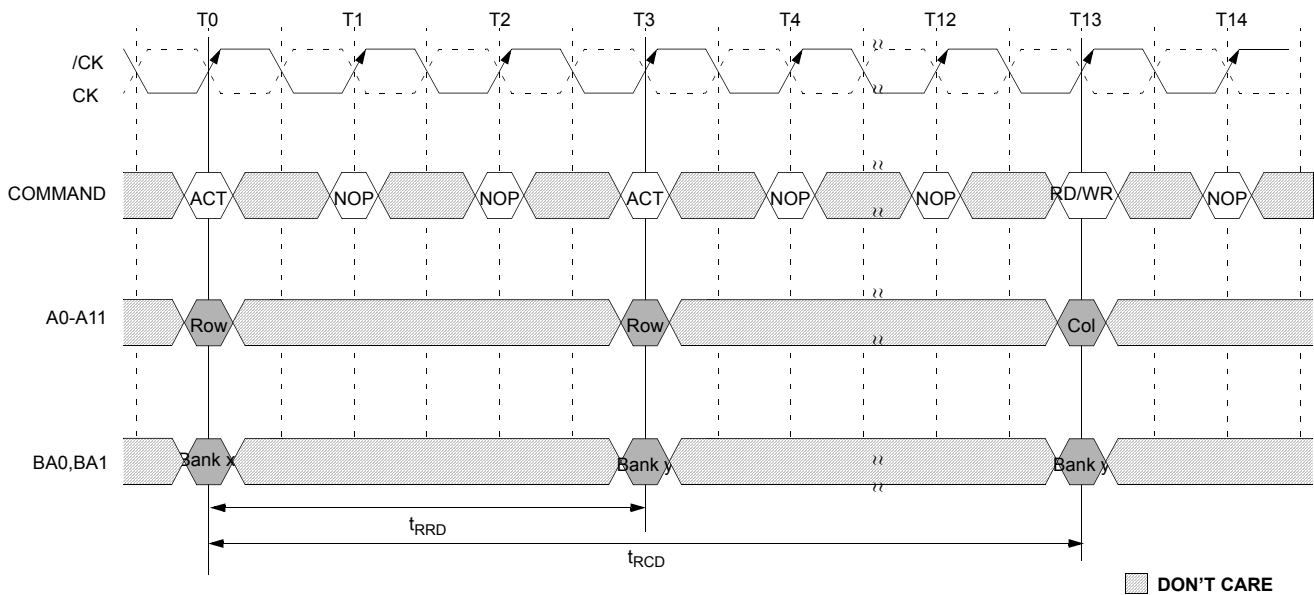 T0 T1 T2 T3 T4 T12 T13 T14
/CK
CK
COMMAND ACT NOP NOP ACT NOP NOP RD/WR NOP
A0-A11 Row Row Col
BA0,BA1 Bank x Bank y Bank y
tRRD
tRCD
DON'T CARE